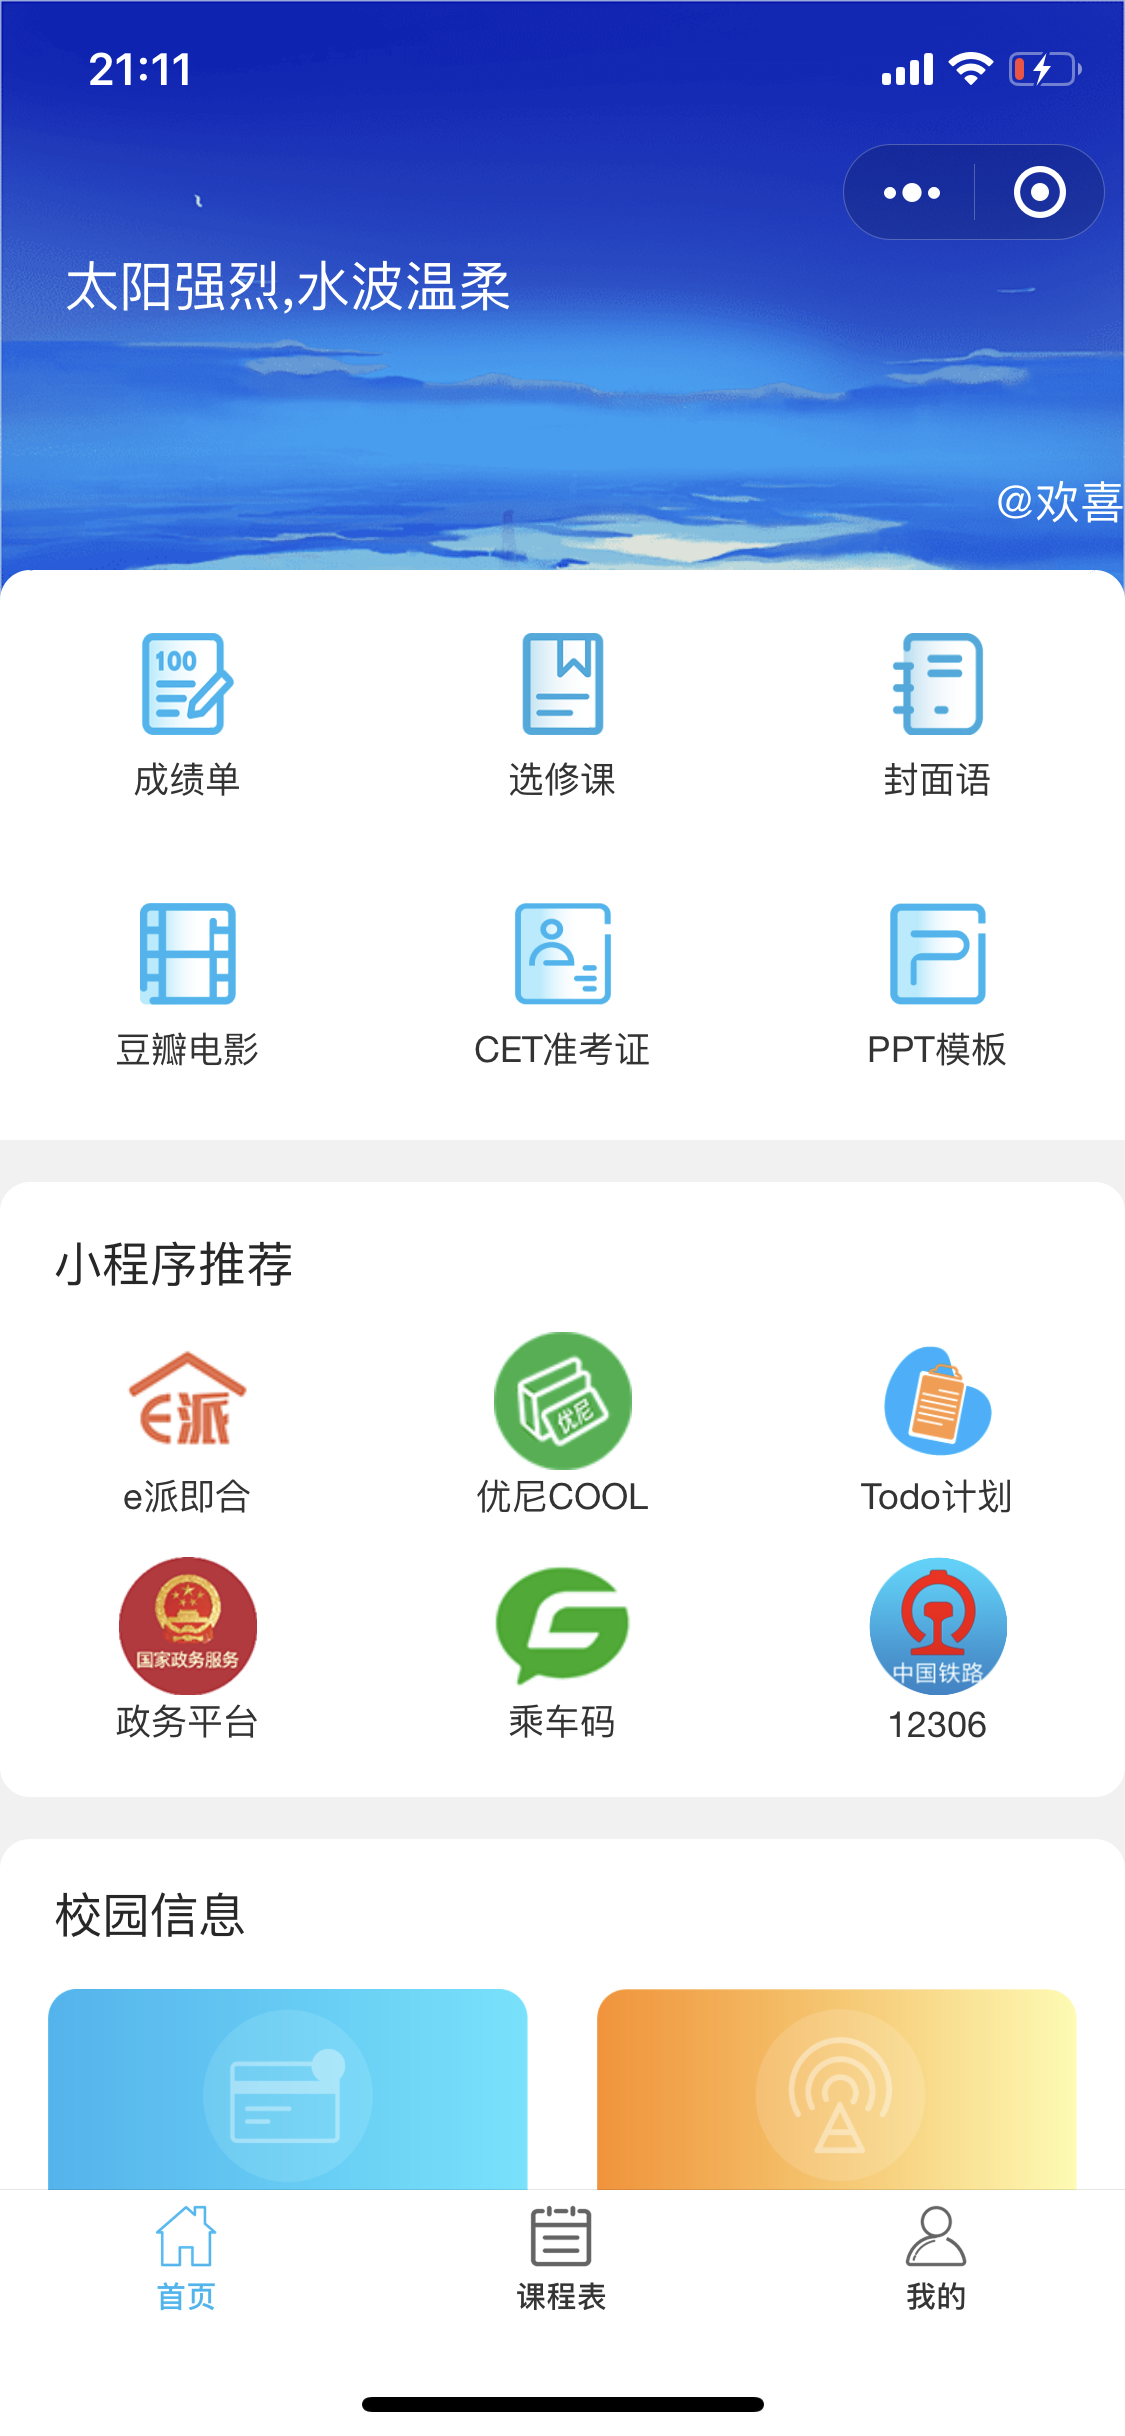 21:11
太阳强烈,水波温柔
@欢喜
100
成绩单
选修课
封面语
豆瓣电影
CET准考证
PPT模板
小程序推荐
e派
优尼
e派即合
优尼COOL
Todo计划
国家政务服务
中国铁路
政务平台
乘车码
12306
校园信息
首页
课程表
我的